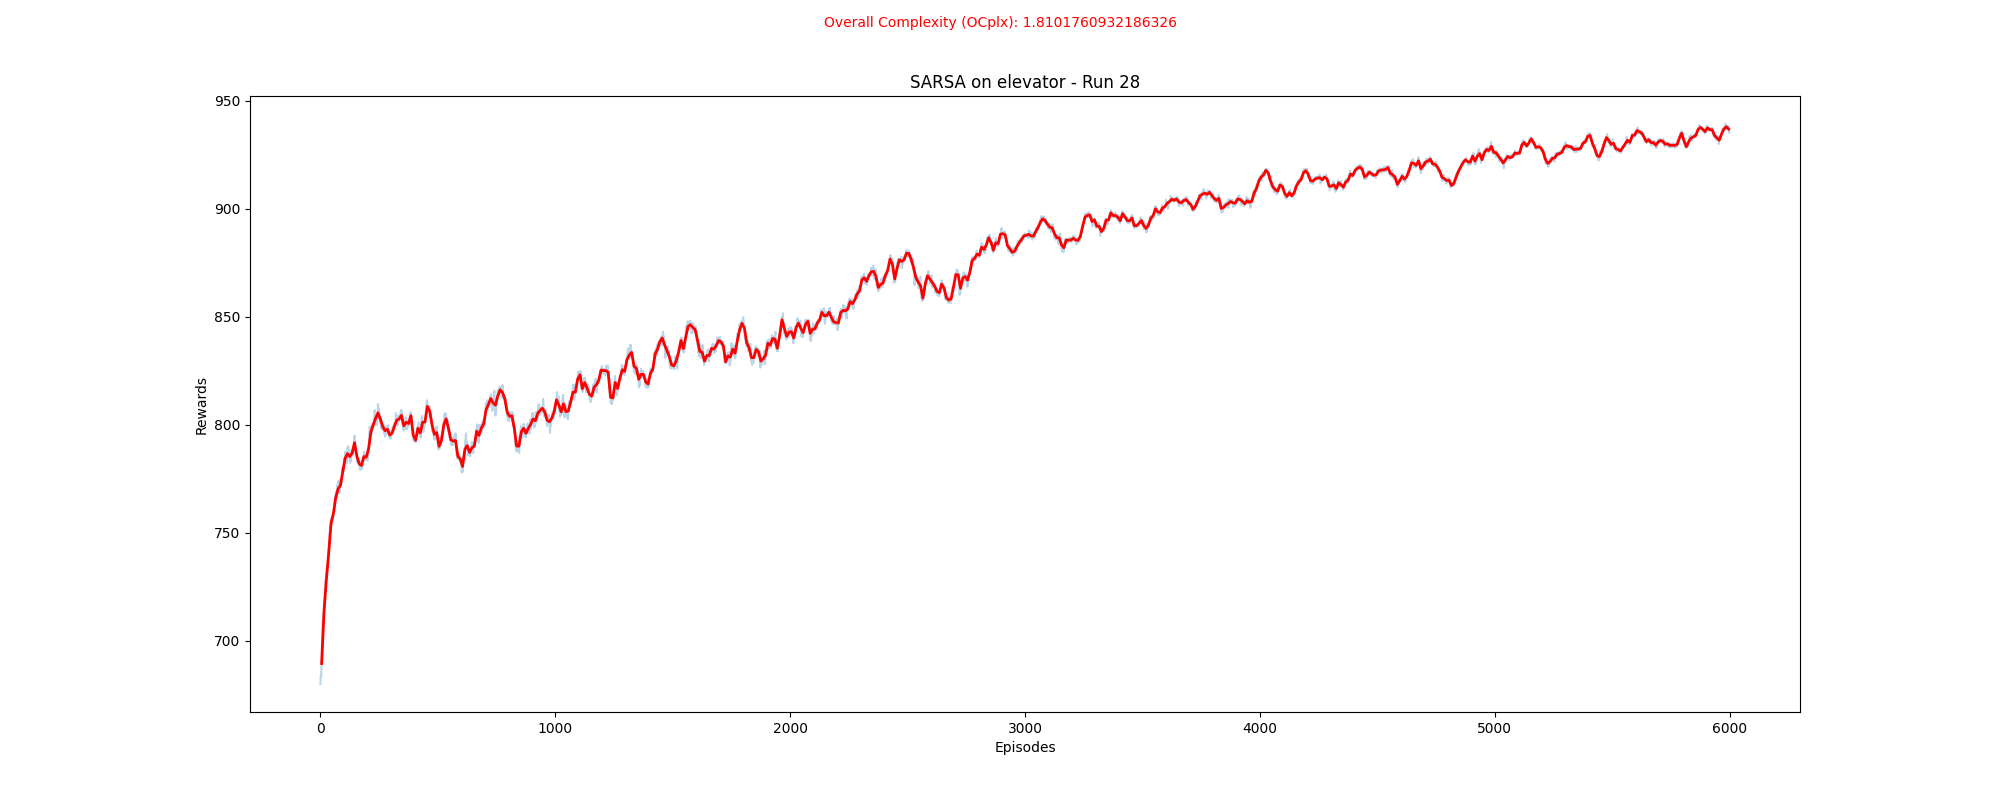 Overall Complexity (OCplx): 1.8101760932186326
SARSA on elevator - Run 28
950
900
850
800
750
700
Rewards
0 1000 2000 3000 4000 5000 6000
Episodes